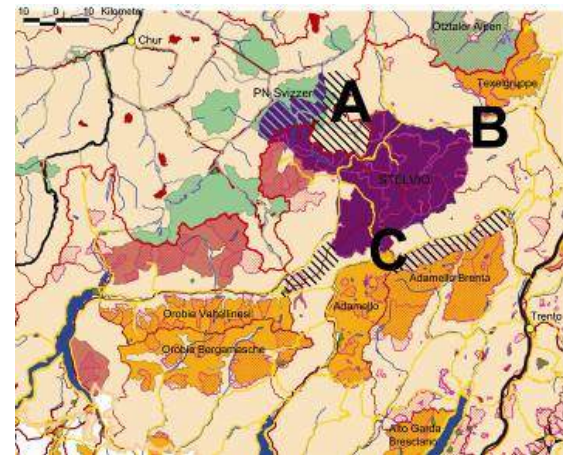 10 0 10 Kilometer
Chur
Ötztaler Alpen
Texelgruppe
PN Svizzer
A
B
STELVIO
C
Adamello Brenta
Adamello
Orobie Valtellinesi
Orobie Bergamasche
Trento
Alto Garda
Bresciano